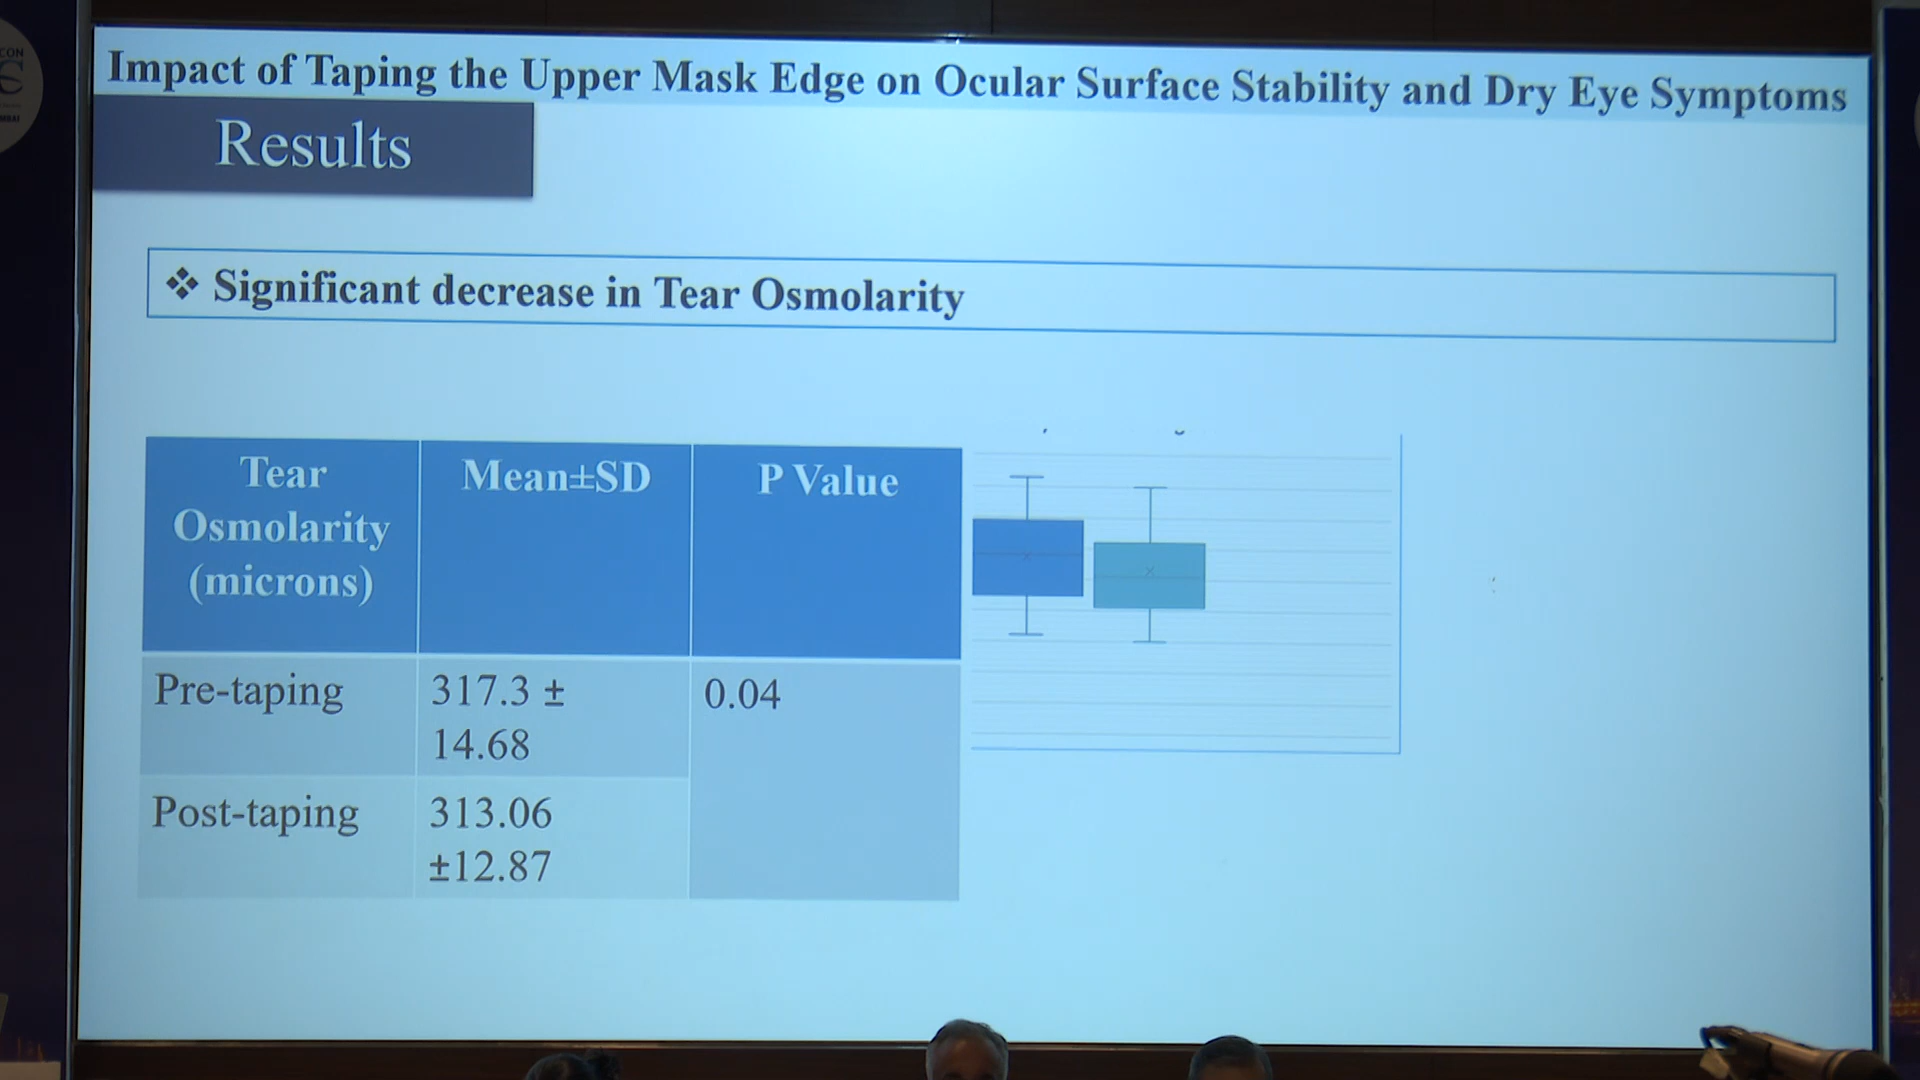 CON
MBAI
Impact of Taping the Upper Mask Edge on Ocular Surface Stability and Dry Eye Symptoms
Results
❖ Significant decrease in Tear Osmolarity
Tear
Osmolarity
(microns)
Mean±SD
P Value
Pre-taping
317.3 ±
14.68
0.04
Post-taping
313.06
±12.87